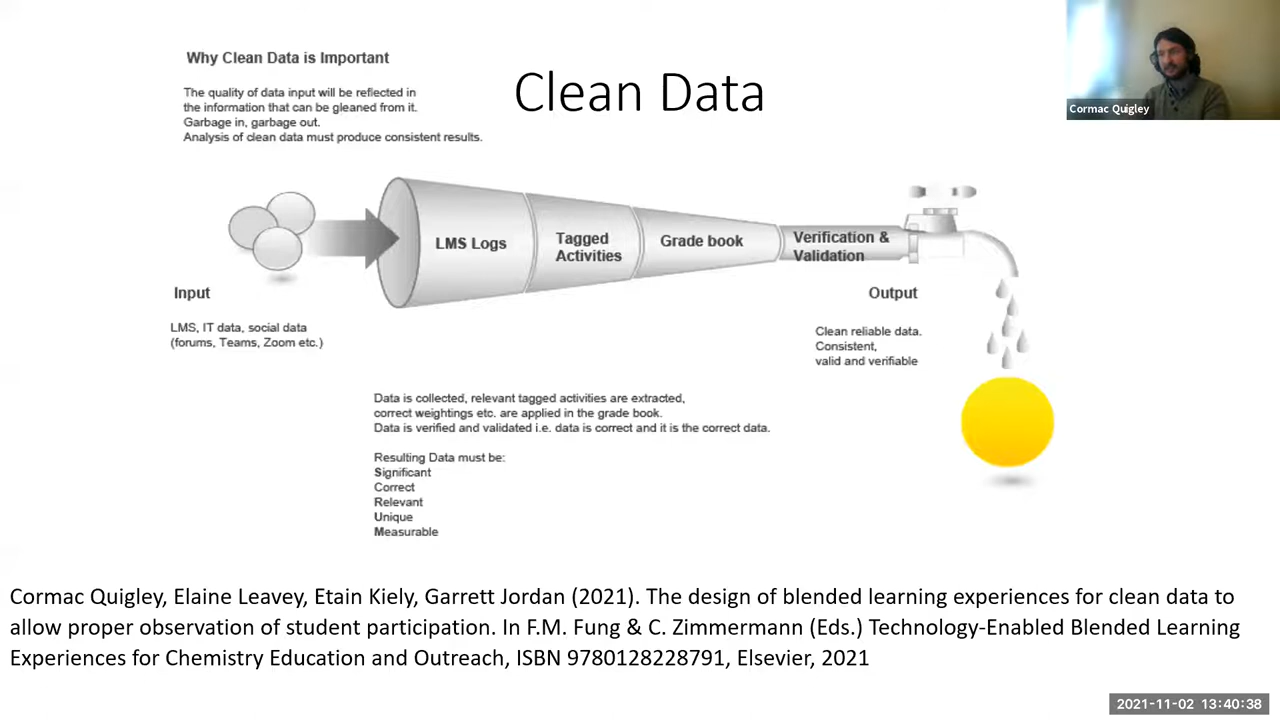 Why Clean Data is Important
The quality of data input will be reflected in
the information that can be gleaned from it.
Garbage in, garbage out.
Analysis of clean data must produce consistent results.
Clean Data
Cormac Quigley
LMS Logs
Tagged
Activities
Grade book
Verification &
Validation
Input
LMS, IT data, social data
(forums, Teams, Zoom etc.)
Output
Clean reliable data.
Consistent,
valid and verifiable
Data is collected, relevant tagged activities are extracted,
correct weightings etc. are applied in the grade book.
Data is verified and validated i.e. data is correct and it is the correct data.
Resulting Data must be:
Significant
Correct
Relevant
Unique
Measurable
Cormac Quigley, Elaine Leavey, Etain Kiely, Garrett Jordan (2021). The design of blended learning experiences for clean data to
allow proper observation of student participation. In F.M. Fung & C. Zimmermann (Eds.) Technology-Enabled Blended Learning
Experiences for Chemistry Education and Outreach, ISBN 9780128228791, Elsevier, 2021
2021-11-02 13:40:38